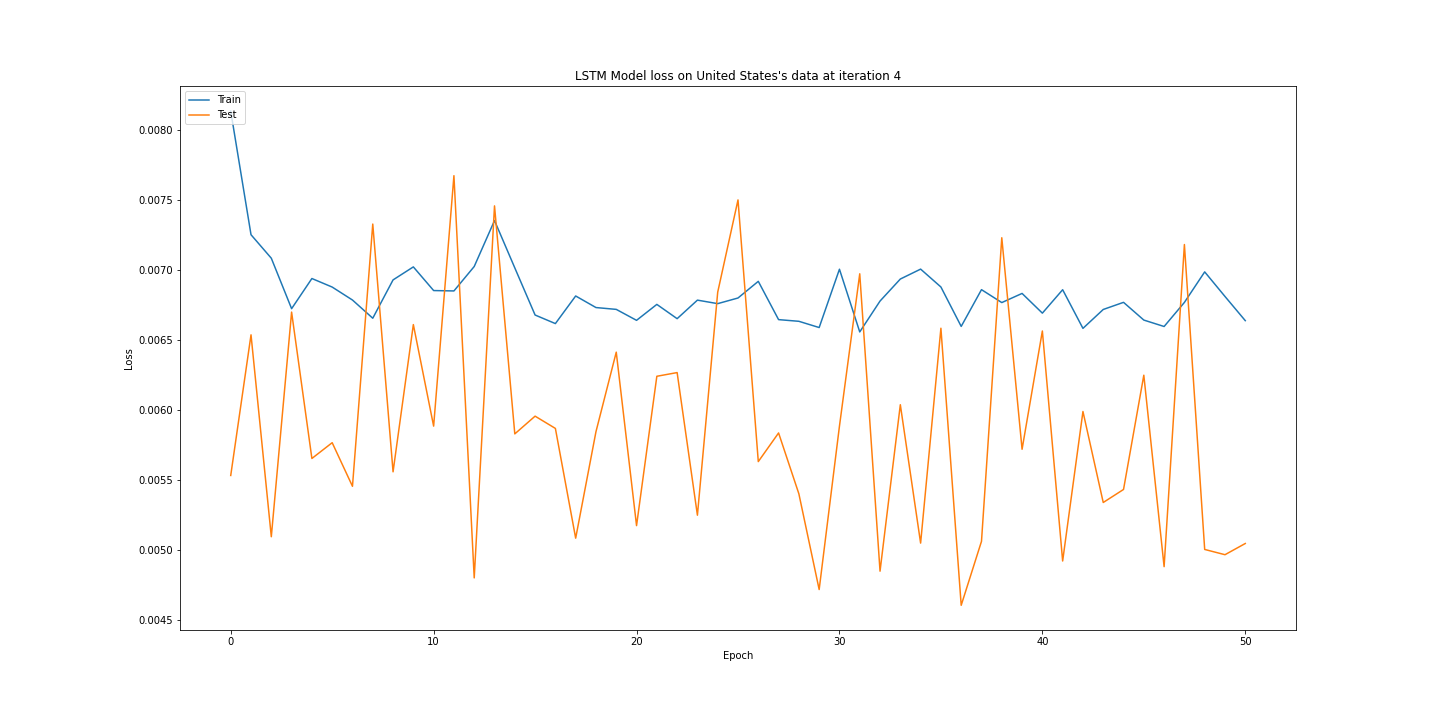 LSTM Model loss on United States's data at iteration 4
Train
Test
0.0080
0.0075
0.0070
0.0065
0.0060
0.0055
0.0050
0.0045
Loss
0 10 20 30 40 50
Epoch